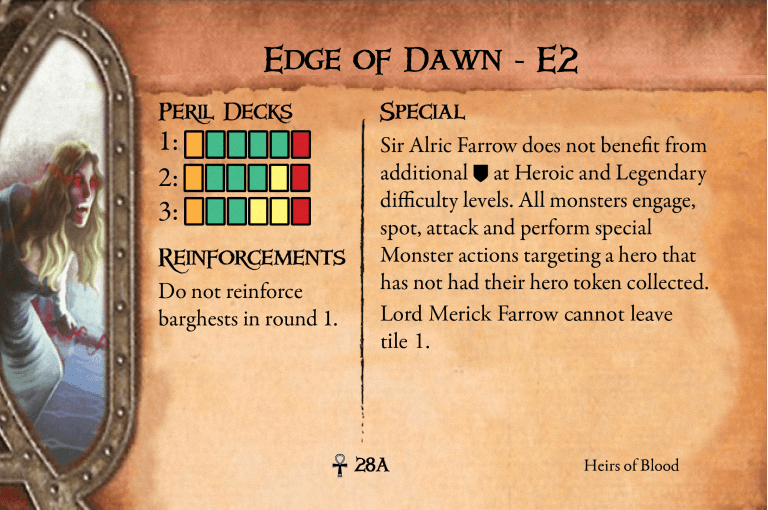 Edge of Dawn - E2
Peril Decks
1:
2:
3:
Reinforcements
Do not reinforce
barghests in round 1.
Special
Sir Alric Farrow does not benefit from
additional at Heroic and Legendary
difficulty levels. All monsters engage,
spot, attack and perform special
Monster actions targeting a hero that
has not had their hero token collected.
Lord Merick Farrow cannot leave
tile 1.
28A
Heirs of Blood